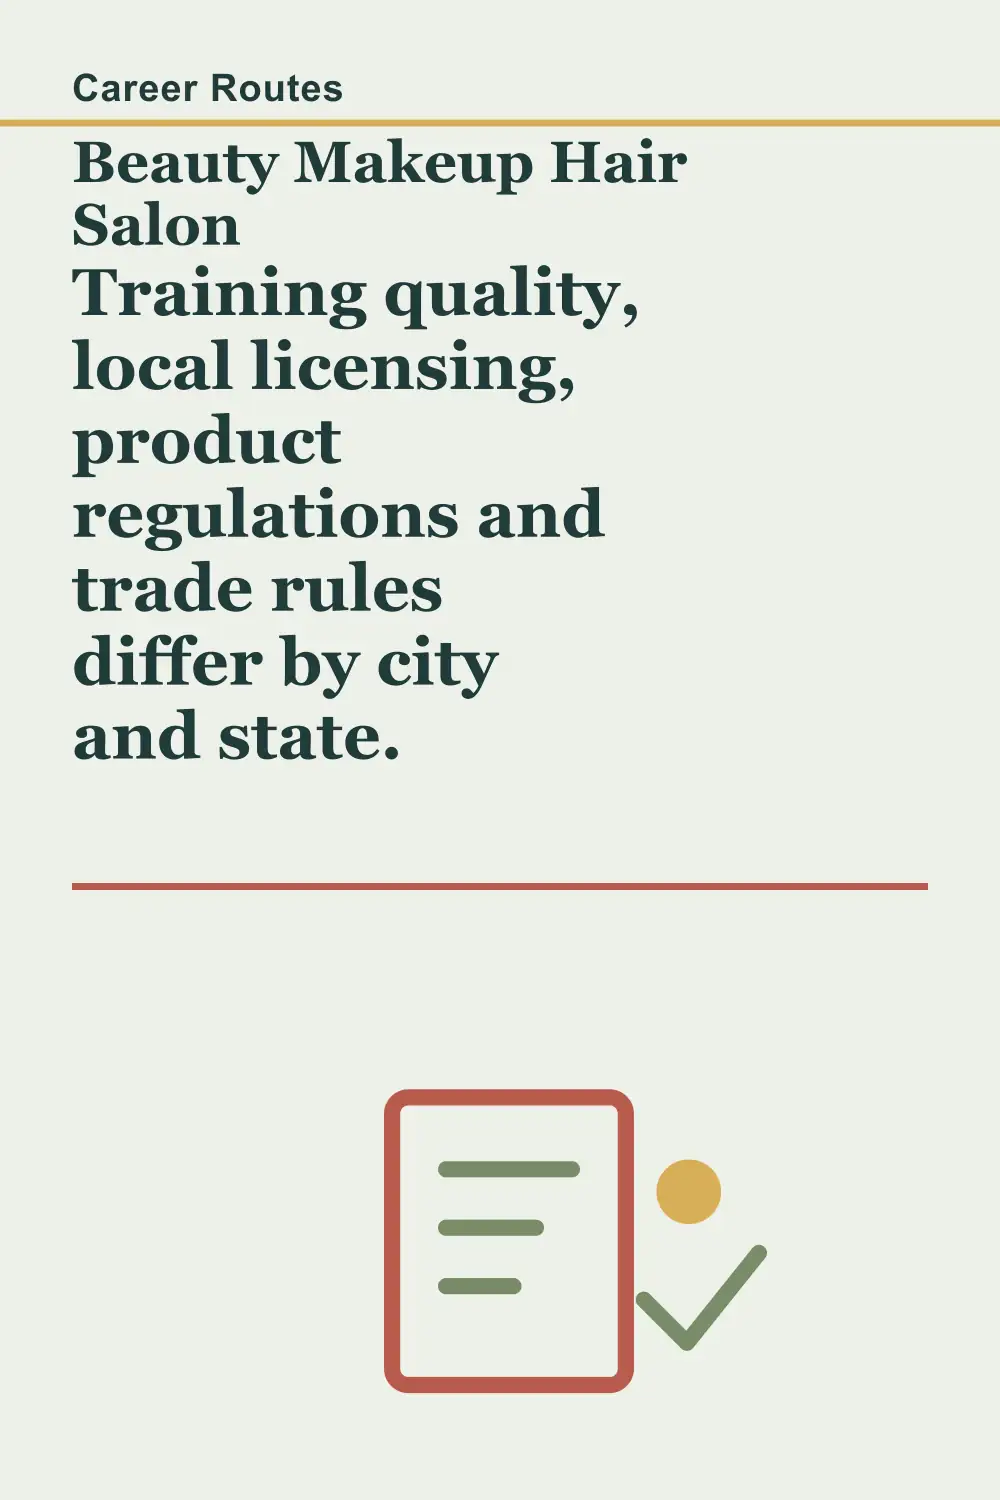 Career Routes
Beauty Makeup Hair
Salon
Training quality,
local licensing,
product
regulations and
trade rules
differ by city
and state.